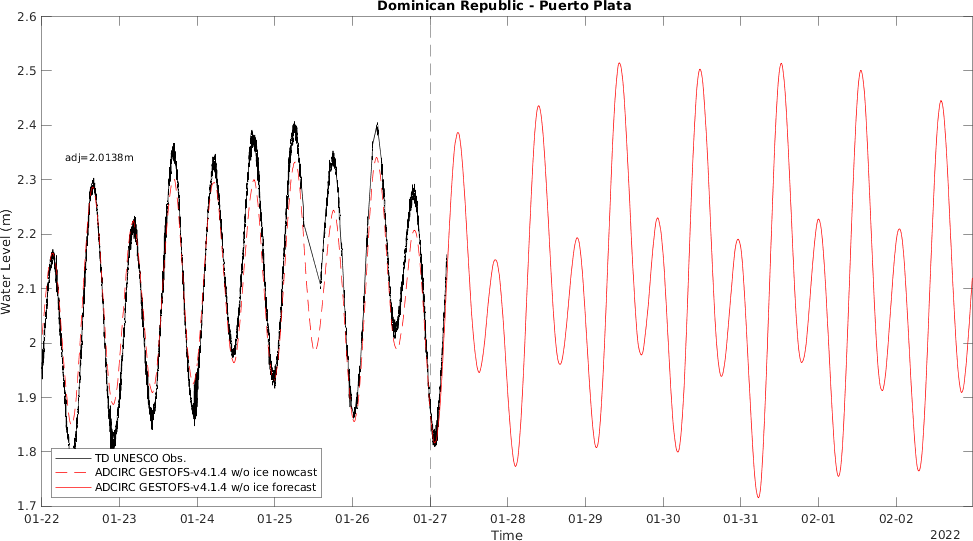 Dominican Republic - Puerto Plata
2.6
2.5
2.4
2.3
2.2
2.1
2
1.9
1.8
1.7
Water Level (m)
adj=2.0138m
TD UNESCO Obs.
ADCIRC GESTOFS-v4.1.4 w/o ice nowcast
ADCIRC GESTOFS-v4.1.4 w/o ice forecast
01-22 01-23 01-24 01-25 01-26 01-27 01-28 01-29 01-30 01-31 02-01 02-02
Time
2022